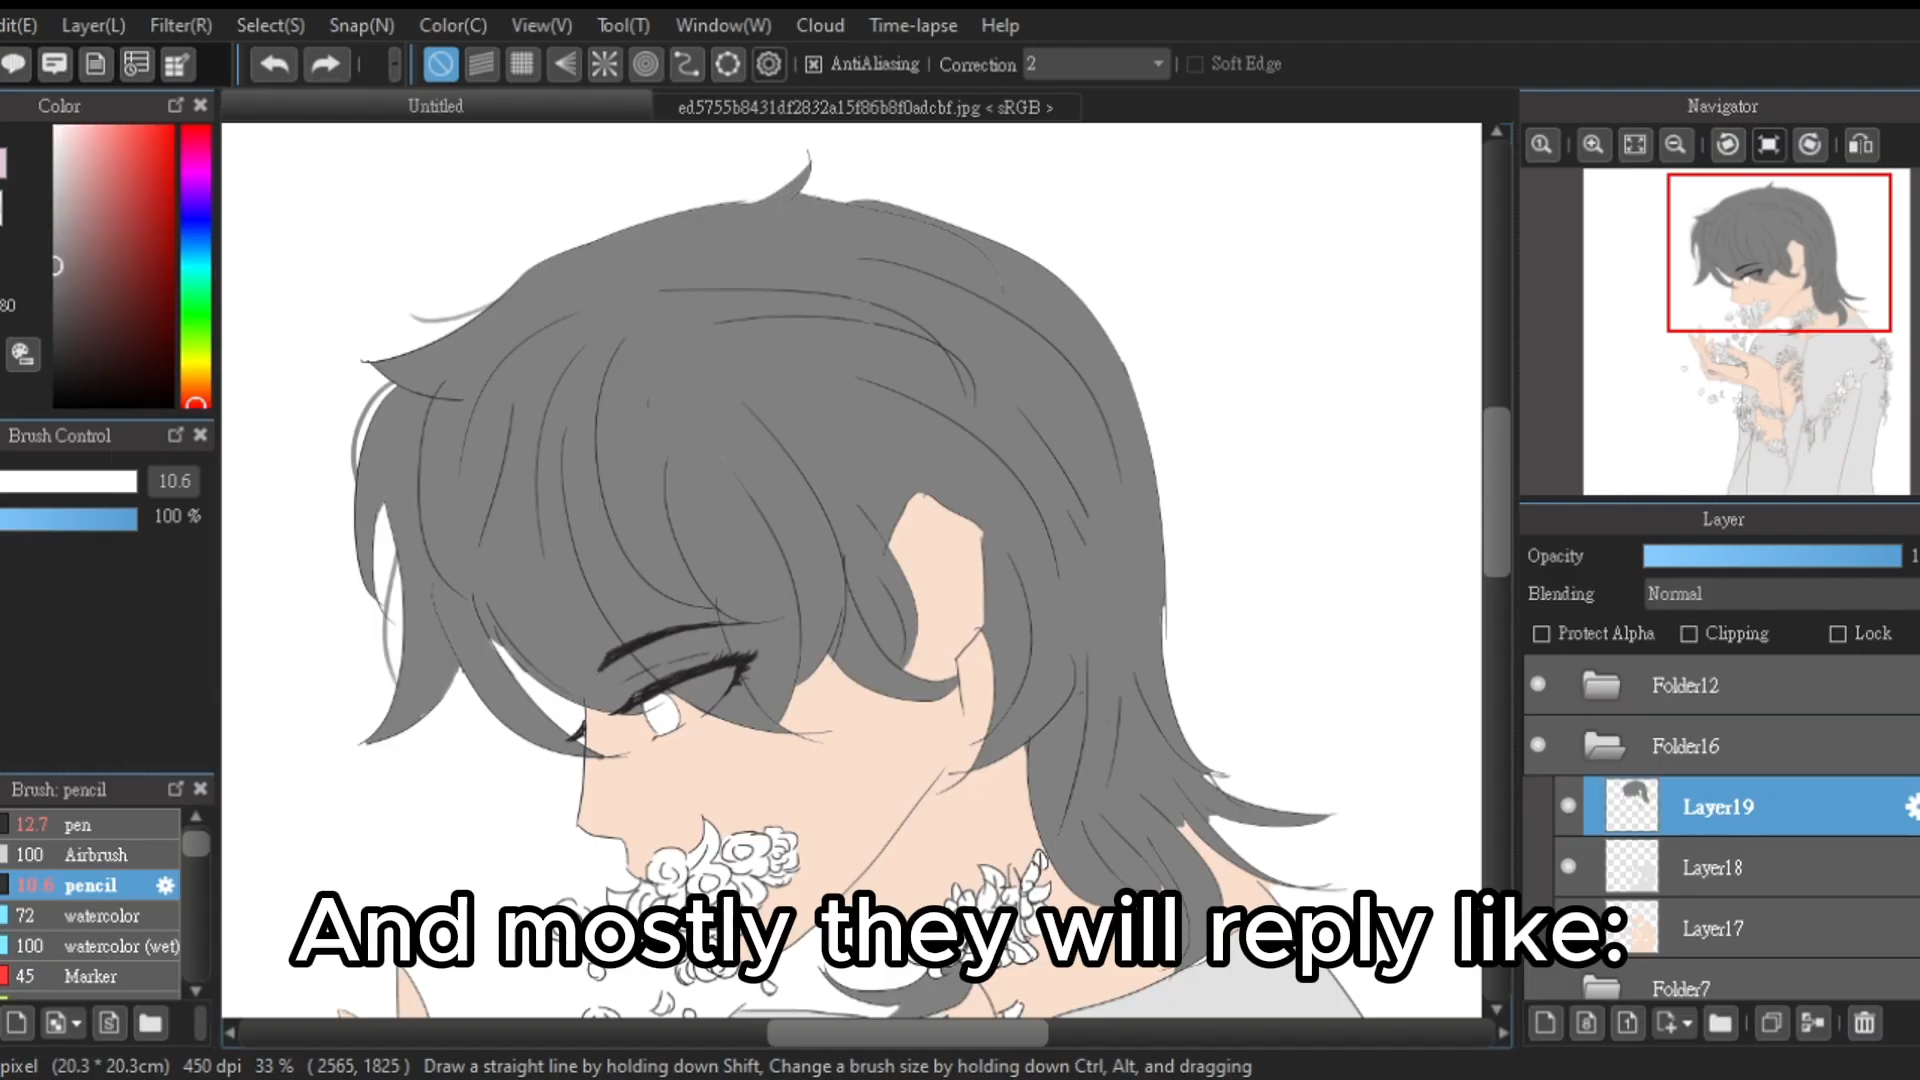 dit(E) Layer(L) Filter(R) Select(S) Snap(N) Color(C) View(V) Tool(T) Window(W) Cloud Time-lapse Help
AntiAliasing Correction 2 Soft Edge
Color
Untitled
ed5755b8431df2832a15f86b8f0adcbf.jpg < sRGB >
Navigator
80
Brush Control
10.6
100 %
Layer
Opacity 1
Blending Normal
Protect Alpha Clipping Lock
Folder12
Folder16
Layer19
Layer18
Layer17
Folder7
Brush: pencil
12.7 pen
100 Airbrush
10.6 pencil
72 watercolor
100 watercolor (wet)
45 Marker
And mostly they will reply like:
pixel (20.3 * 20.3cm) 450 dpi 33 % ( 2565, 1825 ) Draw a straight line by holding down Shift, Change a brush size by holding down Ctrl, Alt, and dragging